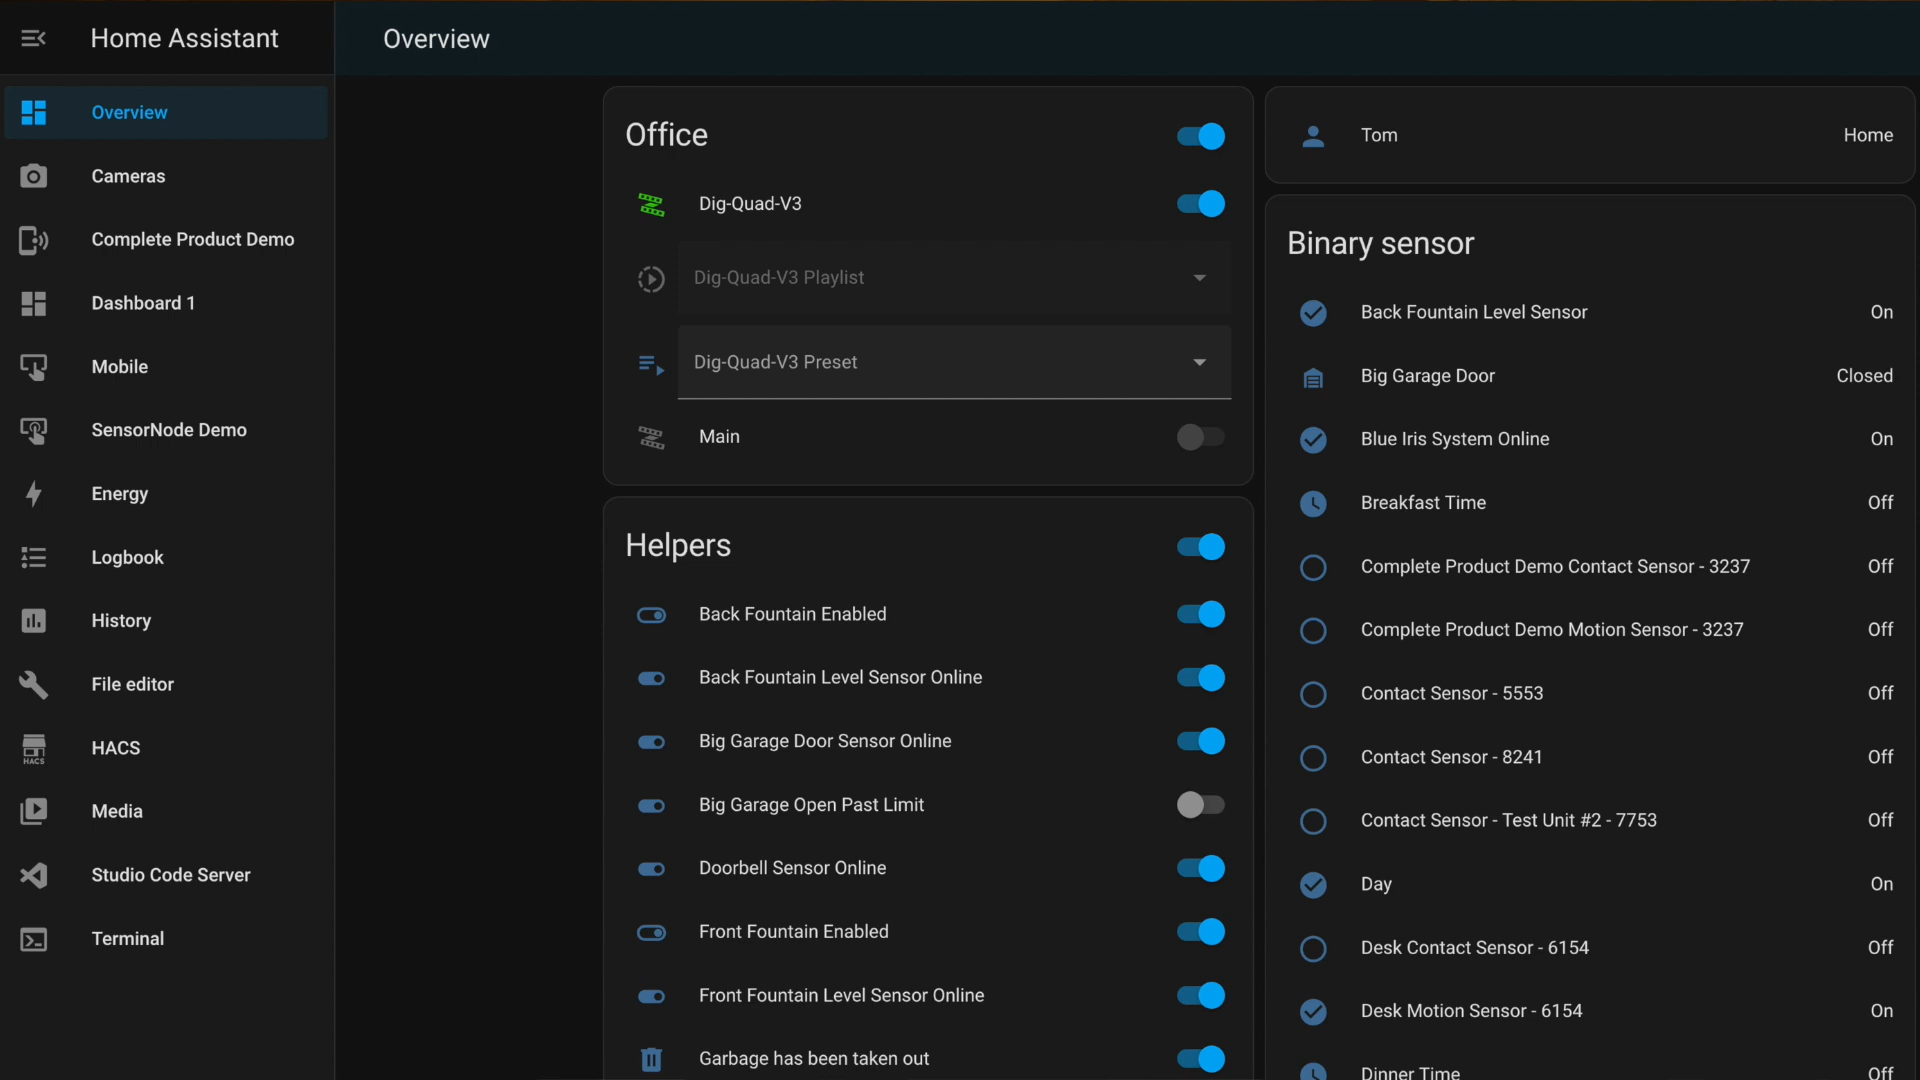 Home Assistant
Overview
Overview
Cameras
Complete Product Demo
Dashboard 1
Mobile
SensorNode Demo
Energy
Logbook
History
File editor
HACS
HACS
Media
Studio Code Server
Terminal
Office
Dig-Quad-V3
Dig-Quad-V3 Playlist
Dig-Quad-V3 Preset
Main
Helpers
Back Fountain Enabled
Back Fountain Level Sensor Online
Big Garage Door Sensor Online
Big Garage Open Past Limit
Doorbell Sensor Online
Front Fountain Enabled
Front Fountain Level Sensor Online
Garbage has been taken out
Tom Home
Binary sensor
Back Fountain Level Sensor On
Big Garage Door Closed
Blue Iris System Online On
Breakfast Time Off
Complete Product Demo Contact Sensor - 3237 Off
Complete Product Demo Motion Sensor - 3237 Off
Contact Sensor - 5553 Off
Contact Sensor - 8241 Off
Contact Sensor - Test Unit #2 - 7753 Off
Day On
Desk Contact Sensor - 6154 Off
Desk Motion Sensor - 6154 On
Dinner Time Off